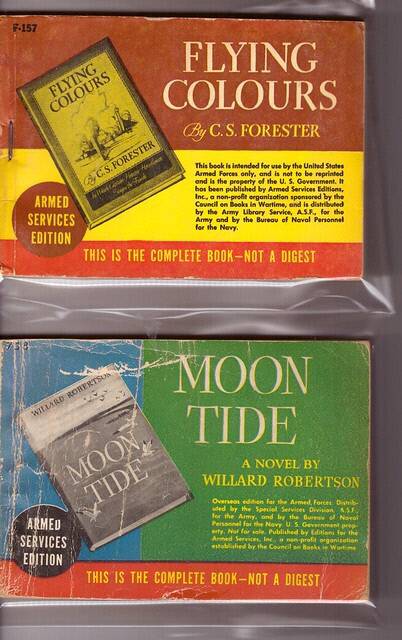 F-157
FLYING
COLOURS
By C. S. FORESTER
FLYING
COLOURS
By C. S. FORESTER
This book is intended for use by the United States
Armed Forces only, and is not to be reprinted
and is the property of the U. S. Government. It
has been published by Armed Services Editions,
Inc., a non-profit organization sponsored by the
Council on Books in Wartime, and is distributed
by the Army Library Service, A.S.F., for the
Army and by the Bureau of Naval Personnel
for the Navy.
ARMED
SERVICES
EDITION
THIS IS THE COMPLETE BOOK—NOT A DIGEST
MOON
TIDE
A NOVEL BY
WILLARD ROBERTSON
WILLARD ROBERTSON
MOON
TIDE
Overseas edition for the Armed Forces. Distrib-
uted by the Special Services Division, A.S.F.,
for the Army, and by the Bureau of Naval
Personnel for the Navy. U. S. Government prop-
erty. Not for sale. Published by Editions for the
Armed Services, Inc., a non-profit organization
established by the Council on Books in Wartime.
ARMED
SERVICES
EDITION
THIS IS THE COMPLETE BOOK—NOT A DIGEST